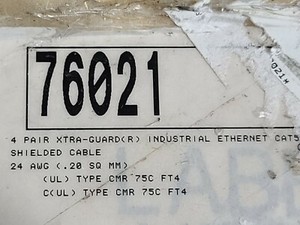 76021
4 PAIR XTRA-GUARD(R) INDUSTRIAL ETHERNET CAT5
SHIELDED CABLE
24 AWG (.20 SQ MM)
(UL) TYPE CMR 75C FT4
C(UL) TYPE CMR 75C FT4